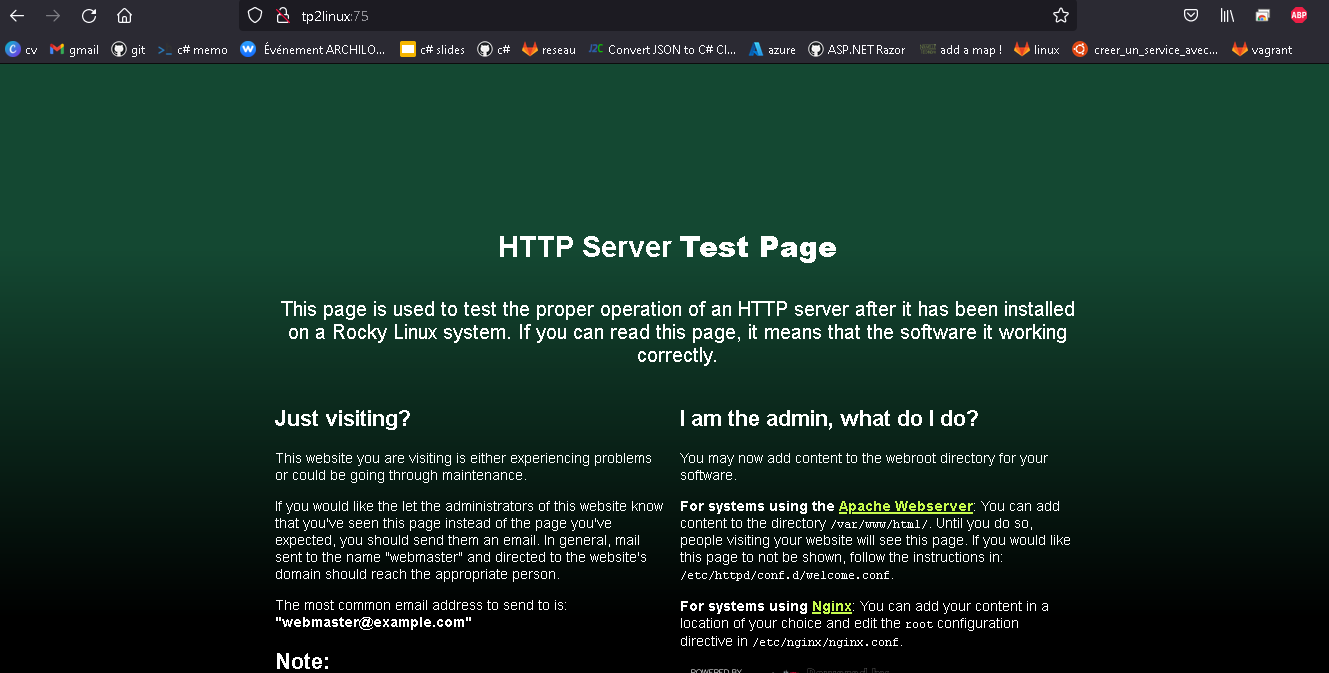 tp2linux:75
ABP
C cv gmail git >_ c# memo W Événement ARCHILO... c# slides c# reseau J2C Convert JSON to C# Cl... azure ASP.NET Razor add a map ! linux creer_un_service_avec... vagrant
HTTP Server Test Page
This page is used to test the proper operation of an HTTP server after it has been installed
on a Rocky Linux system. If you can read this page, it means that the software it working
correctly.
Just visiting?
This website you are visiting is either experiencing problems
or could be going through maintenance.
If you would like the let the administrators of this website know
that you've seen this page instead of the page you've
expected, you should send them an email. In general, mail
sent to the name "webmaster" and directed to the website's
domain should reach the appropriate person.
The most common email address to send to is:
"webmaster@example.com"
Note:
I am the admin, what do I do?
You may now add content to the webroot directory for your
software.
For systems using the Apache Webserver: You can add
content to the directory /var/www/html/. Until you do so,
people visiting your website will see this page. If you would like
this page to not be shown, follow the instructions in:
/etc/httpd/conf.d/welcome.conf.
For systems using Nginx: You can add your content in a
location of your choice and edit the root configuration
directive in /etc/nginx/nginx.conf.
POWERED BY